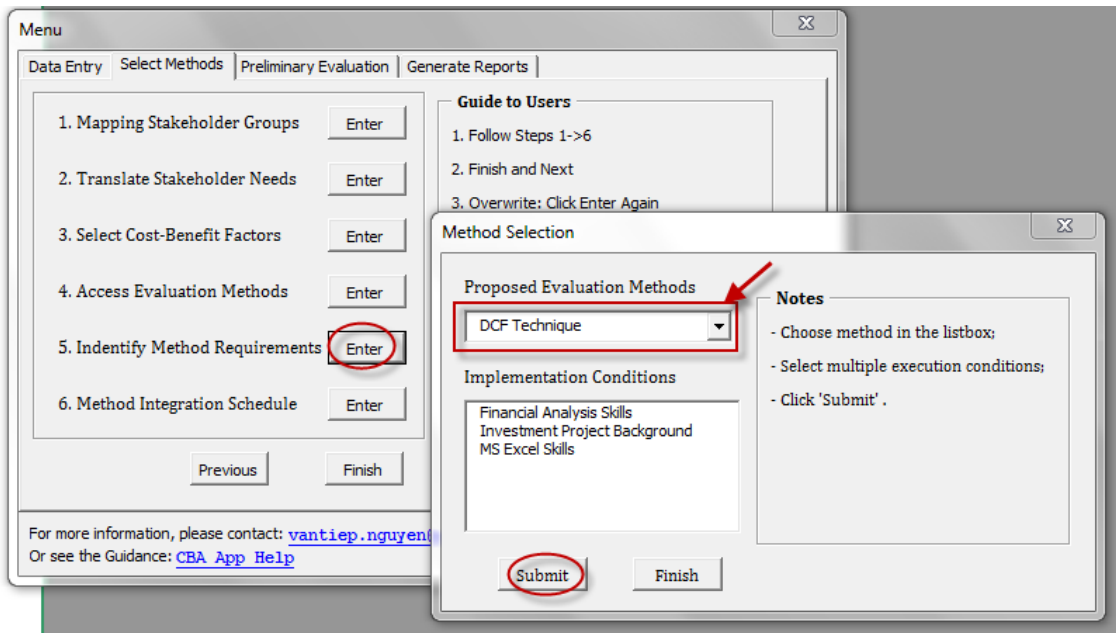 Menu
Data Entry Select Methods Preliminary Evaluation Generate Reports
1. Mapping Stakeholder Groups Enter
2. Translate Stakeholder Needs Enter
3. Select Cost-Benefit Factors Enter
4. Access Evaluation Methods Enter
5. Indentify Method Requirements Enter
6. Method Integration Schedule Enter
Previous Finish
Guide to Users
1. Follow Steps 1->6
2. Finish and Next
3. Overwrite: Click Enter Again
For more information, please contact: vantiep.nguyen
Or see the Guidance: CBA App Help
Method Selection
Proposed Evaluation Methods
DCF Technique
Implementation Conditions
Financial Analysis Skills
Investment Project Background
MS Excel Skills
Submit Finish
Notes
- Choose method in the listbox;
- Select multiple execution conditions;
- Click 'Submit' .